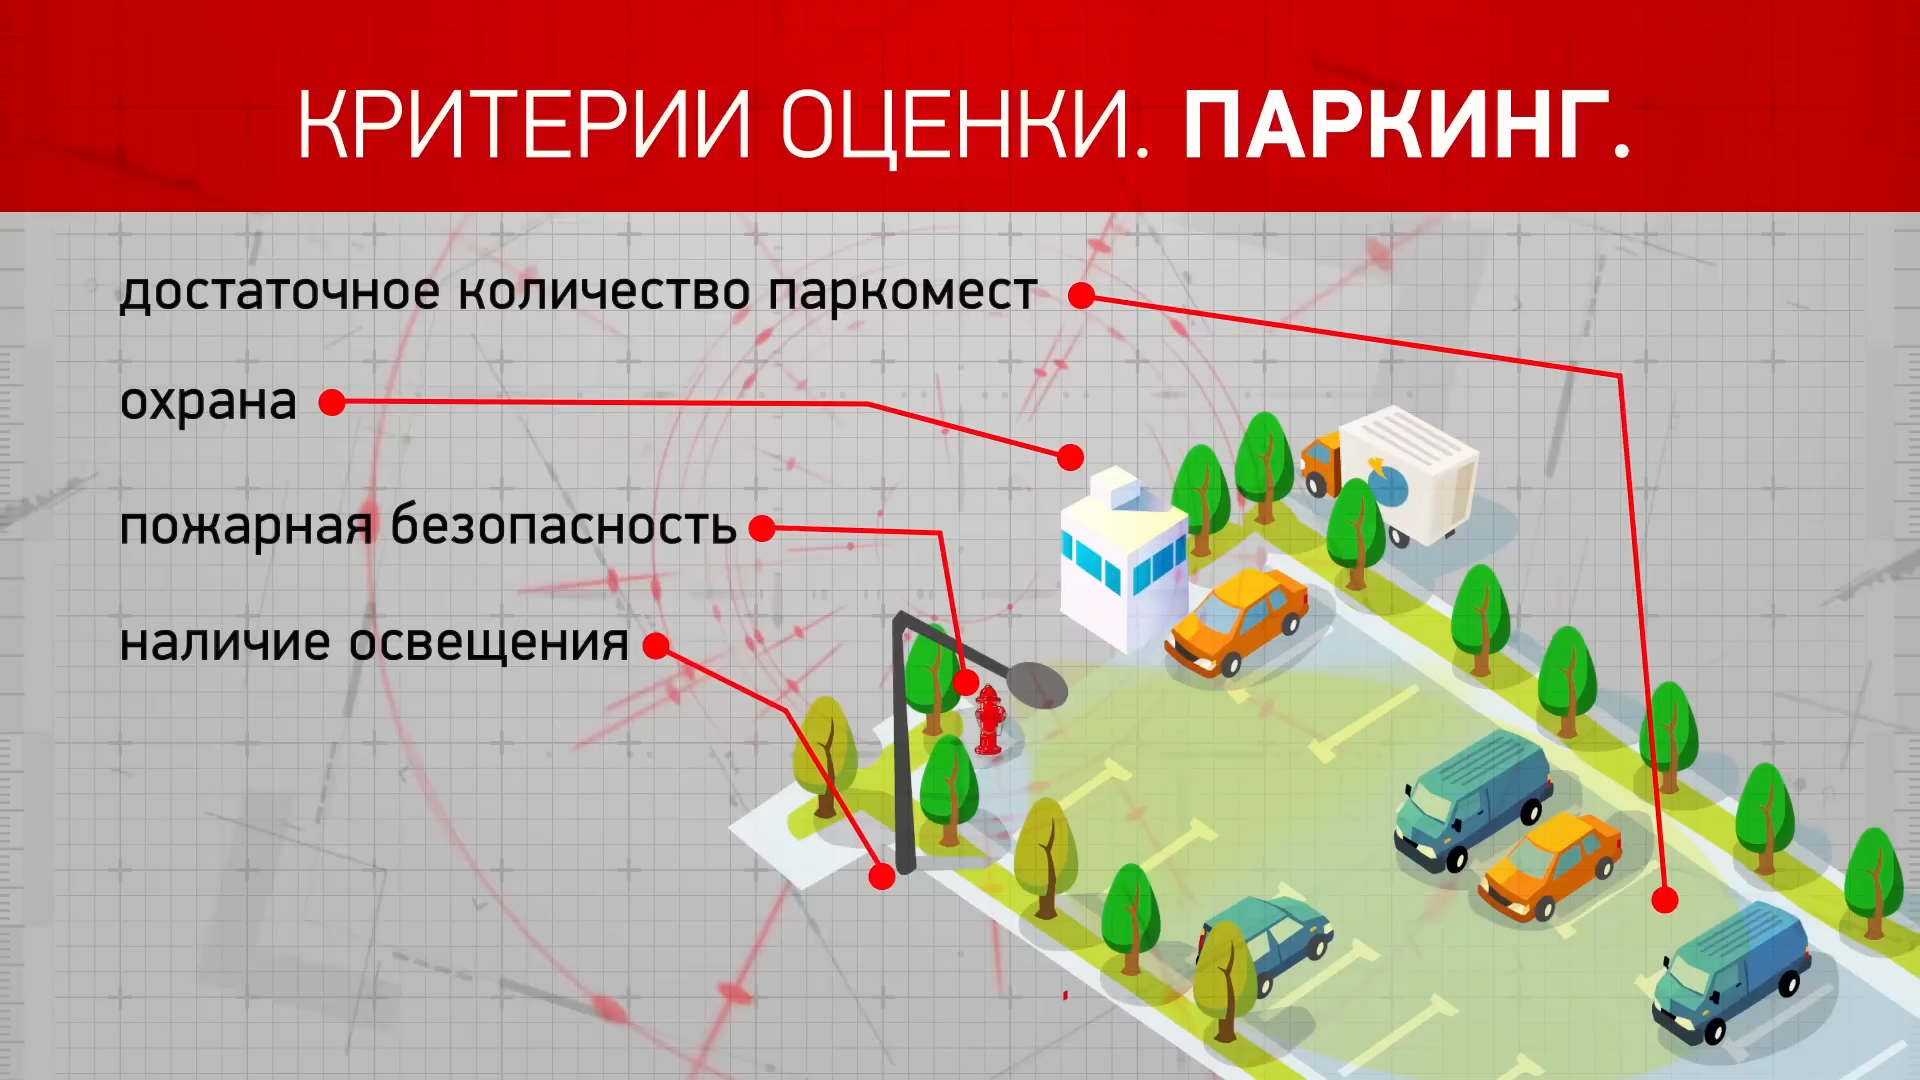 КРИТЕРИИ ОЦЕНКИ. ПАРКИНГ.
достаточное количество паркомест
охрана
пожарная безопасность
наличие освещения